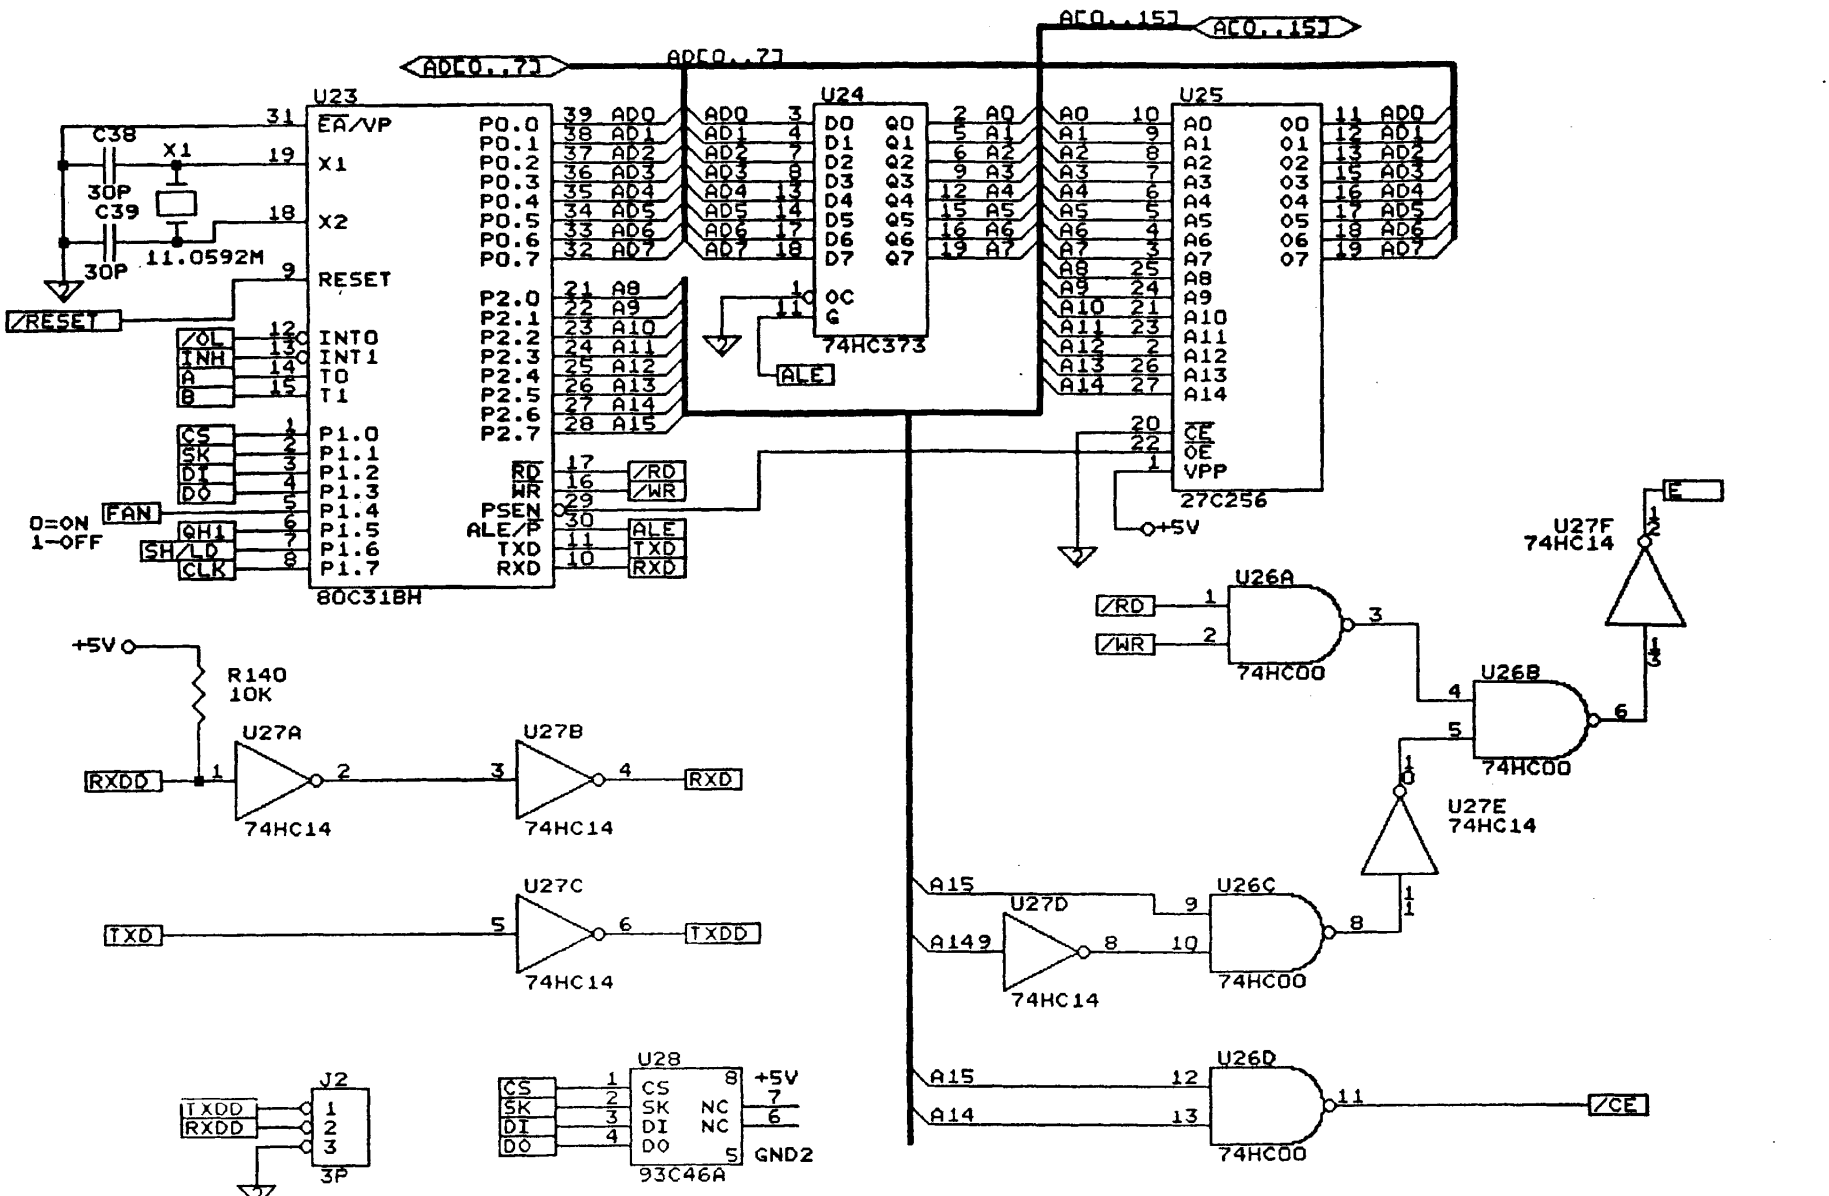 A[0..15]
A[0..15]
AD[0..7]
AD[0..7]
U23
31 EA/VP
C38
X1
19 X1
30P
C39
18 X2
30P
11.0592M
9 RESET
/RESET
/OL 12 INT0
INH 13 INT1
A 14 T0
B 15 T1
CS 1 P1.0
SK 2 P1.1
DI 3 P1.2
DO 4 P1.3
FAN 5 P1.4
0=ON
1-OFF
QH1 6 P1.5
SH/LD 7 P1.6
CLK 8 P1.7
80C31BH
P0.0 39 AD0
P0.1 38 AD1
P0.2 37 AD2
P0.3 36 AD3
P0.4 35 AD4
P0.5 34 AD5
P0.6 33 AD6
P0.7 32 AD7
P2.0 21 A8
P2.1 22 A9
P2.2 23 A10
P2.3 24 A11
P2.4 25 A12
P2.5 26 A13
P2.6 27 A14
P2.7 28 A15
RD 17 /RD
WR 16 /WR
PSEN 29
ALE/P 30 ALE
TXD 11 TXD
RXD 10 RXD
U24
AD0 3 D0 Q0 2 A0
AD1 4 D1 Q1 5 A1
AD2 7 D2 Q2 6 A2
AD3 8 D3 Q3 9 A3
AD4 13 D4 Q4 12 A4
AD5 14 D5 Q5 15 A5
AD6 17 D6 Q6 16 A6
AD7 18 D7 Q7 19 A7
1 OC
11 G
2
74HC373
ALE
U25
A0 10 A0 O0 11 AD0
A1 9 A1 O1 12 AD1
A2 8 A2 O2 13 AD2
A3 7 A3 O3 15 AD3
A4 6 A4 O4 16 AD4
A5 5 A5 O5 17 AD5
A6 4 A6 O6 18 AD6
A7 3 A7 O7 19 AD7
A8 25 A8
A9 24 A9
A10 21 A10
A11 23 A11
A12 2 A12
A13 26 A13
A14 27 A14
20 CE
22 OE
1 VPP
27C256
+5V
2
E
12
U27F
74HC14
13
U26A
/RD 1
/WR 2
3
74HC00
U26B
4
5
6
74HC00
10
U27E
74HC14
11
+5V
R140
10K
U27A
RXDD 1 2
74HC14
U27B
3 4 RXD
74HC14
U27C
TXD 5 6 TXDD
74HC14
A15
U26C
9
U27D
A149 8 10
8
74HC14
74HC00
U26D
A15 12
A14 13
11 /CE
74HC00
J2
TXDD 1
RXDD 2
3
3P
2
U28
CS 1 CS 8 +5V
SK 2 SK NC 7
DI 3 DI NC 6
DO 4 DO 5 GND2
93C46A